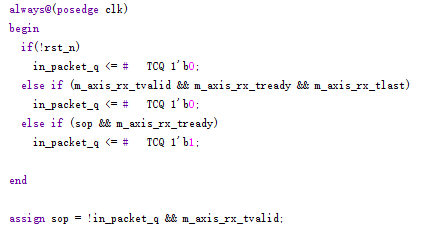 always@(posedge clk)
begin
if(!rst_n)
in_packet_q <= # TCQ 1'b0;
else if (m_axis_rx_tvalid && m_axis_rx_tready && m_axis_rx_tlast)
in_packet_q <= # TCQ 1'b0;
else if (sop && m_axis_rx_tready)
in_packet_q <= # TCQ 1'b1;
end
assign sop = !in_packet_q && m_axis_rx_tvalid;